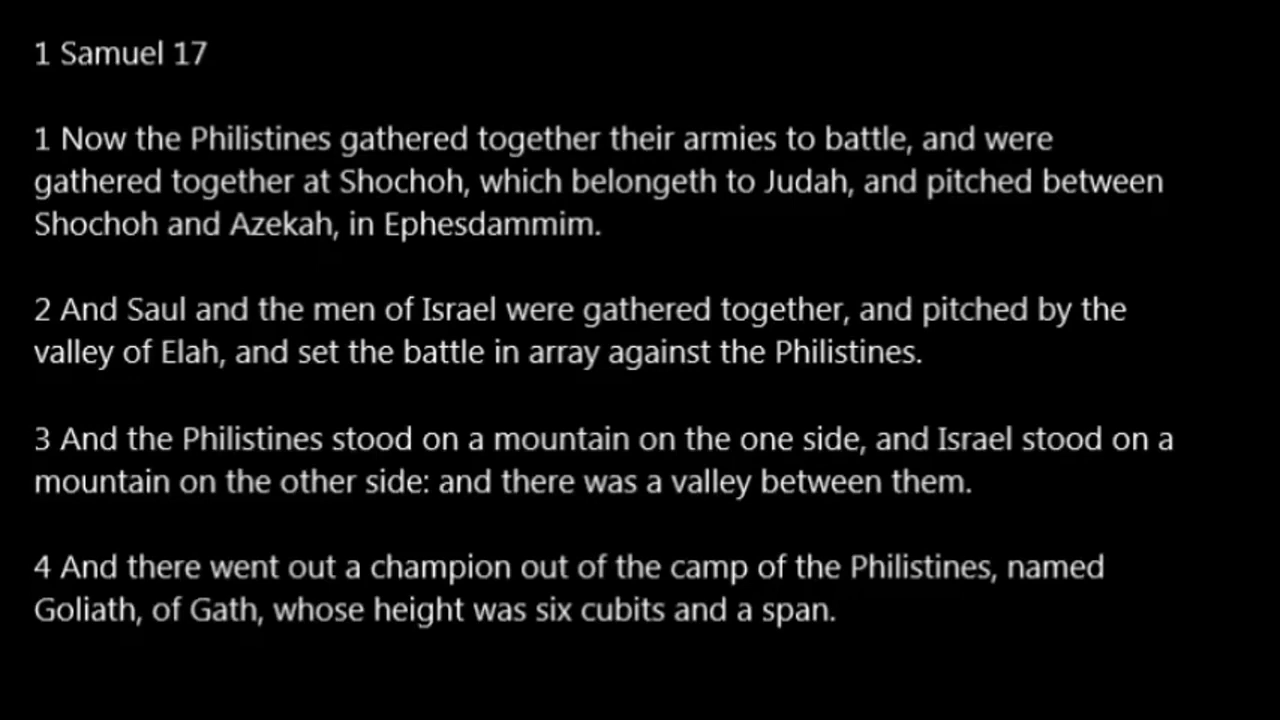 1 Samuel 17
1 Now the Philistines gathered together their armies to battle, and were
gathered together at Shochoh, which belongeth to Judah, and pitched between
Shochoh and Azekah, in Ephesdammim.
2 And Saul and the men of Israel were gathered together, and pitched by the
valley of Elah, and set the battle in array against the Philistines.
3 And the Philistines stood on a mountain on the one side, and Israel stood on a
mountain on the other side: and there was a valley between them.
4 And there went out a champion out of the camp of the Philistines, named
Goliath, of Gath, whose height was six cubits and a span.